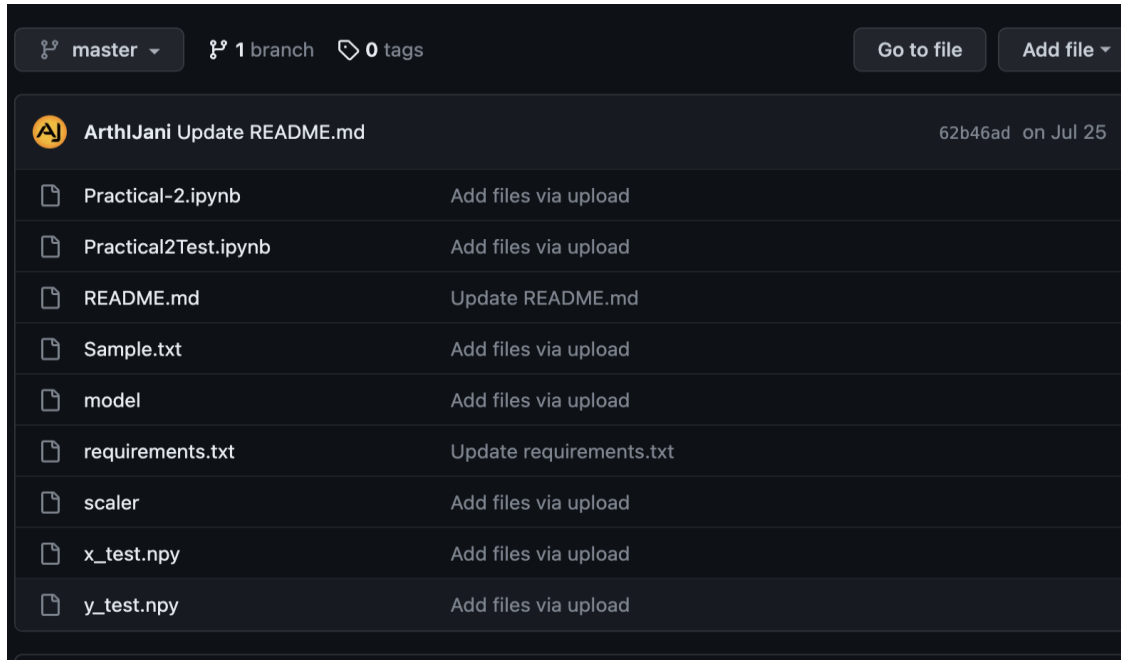 master 1 branch 0 tags Go to file Add file
AJ ArthIJani Update README.md 62b46ad on Jul 25
Practical-2.ipynb Add files via upload
Practical2Test.ipynb Add files via upload
README.md Update README.md
Sample.txt Add files via upload
model Add files via upload
requirements.txt Update requirements.txt
scaler Add files via upload
x_test.npy Add files via upload
y_test.npy Add files via upload